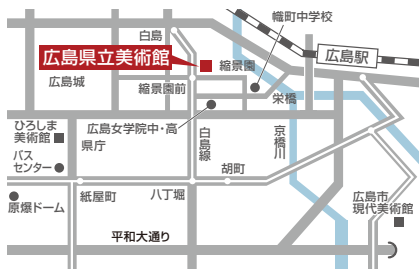 白島
幟町中学校
広島県立美術館
縮景園
広島駅
広島城
縮景園前
栄橋
ひろしま
美術館
広島女学院中・高
県庁
白島線
京橋川
バス
センター
胡町
紙屋町
八丁堀
原爆ドーム
広島市
現代美術館
平和大通り